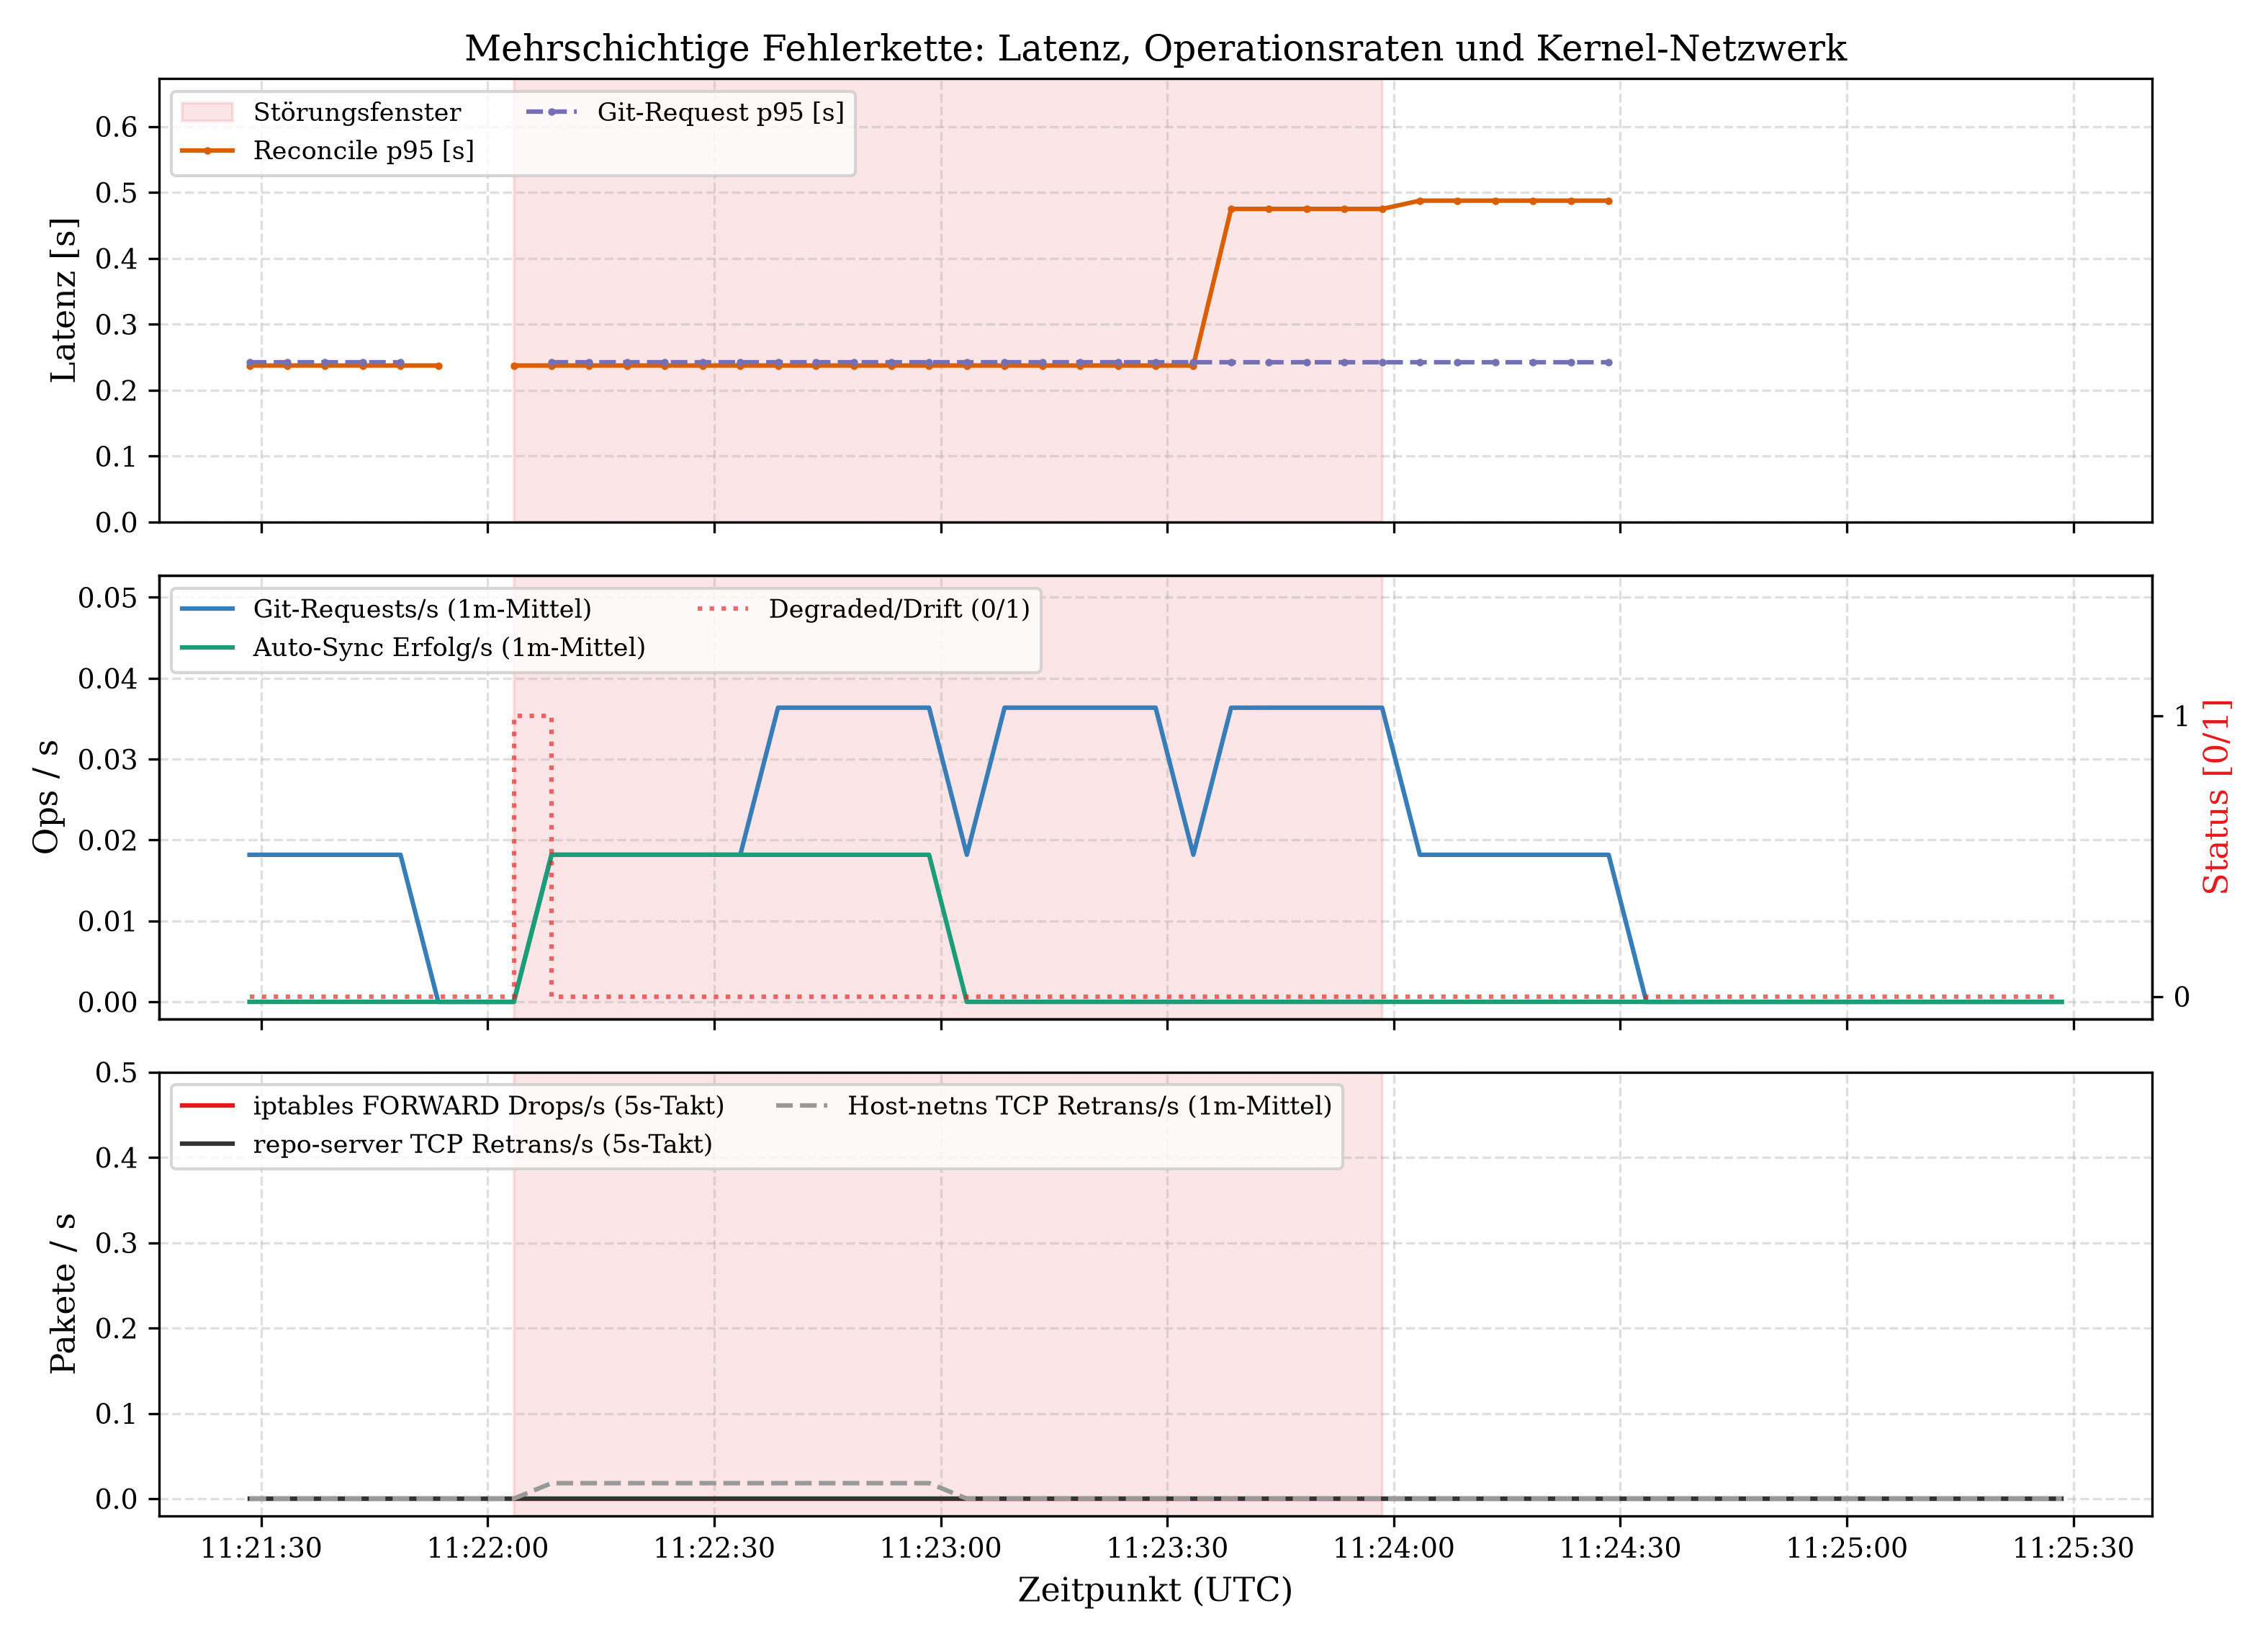 Mehrschichtige Fehlerkette: Latenz, Operationsraten und Kernel-Netzwerk
Störungsfenster
Reconcile p95 [s]
Git-Request p95 [s]
Latenz [s]
0.6
0.5
0.4
0.3
0.2
0.1
0.0
Git-Requests/s (1m-Mittel)
Auto-Sync Erfolg/s (1m-Mittel)
Degraded/Drift (0/1)
Ops / s
0.05
0.04
0.03
0.02
0.01
0.00
1
0
Status [0/1]
iptables FORWARD Drops/s (5s-Takt)
repo-server TCP Retrans/s (5s-Takt)
Host-netns TCP Retrans/s (1m-Mittel)
Pakete / s
0.5
0.4
0.3
0.2
0.1
0.0
11:21:30 11:22:00 11:22:30 11:23:00 11:23:30 11:24:00 11:24:30 11:25:00 11:25:30
Zeitpunkt (UTC)